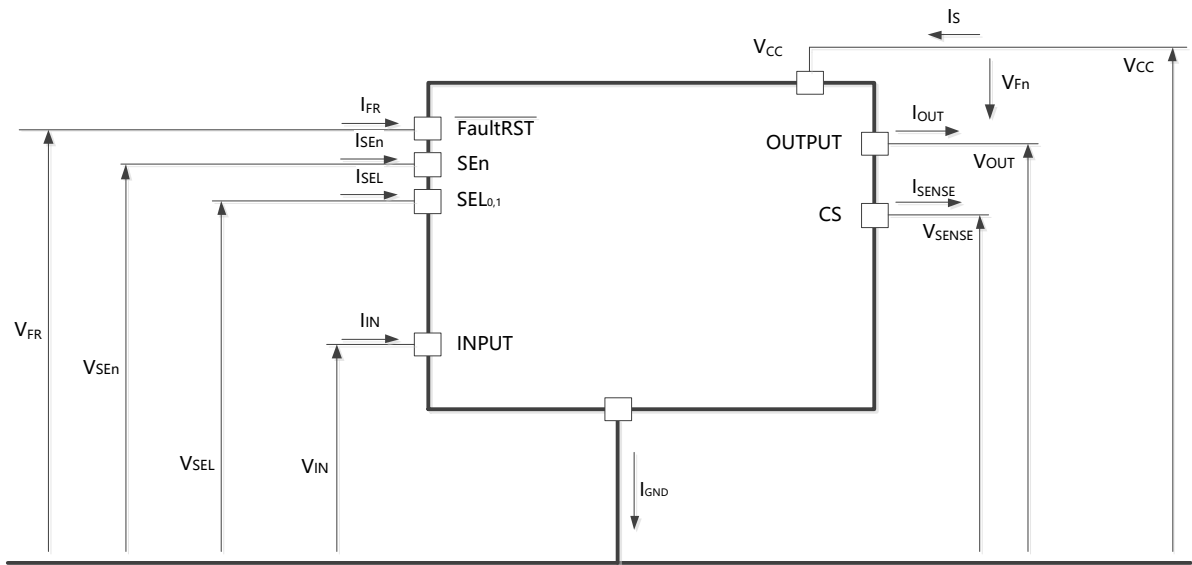 IS
VCC
VCC
VFn
IFR
FaultRST
IOUT
ISEn
OUTPUT
SEn
VOUT
ISEL
ISENSE
SEL0,1
CS
VSENSE
IIN
VFR
INPUT
VSEn
VSEL
VIN
IGND